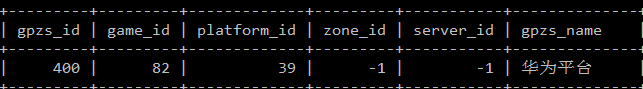 | gpzs_id | game_id | platform_id | zone_id | server_id | gpzs_name
| 400 | 82 | 39 | -1 | -1 | 华为平台